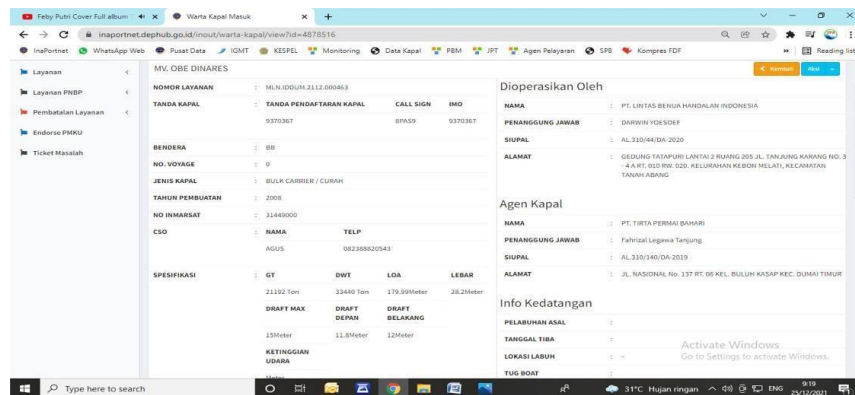 Feby Putri Cover Full album
Warta Kapal Masuk
inaportnet.dephub.go.id/inout/warta-kapal/view?id=4878516
InaPortnet WhatsApp Web Pusat Data IGMT KESPEL Monitoring Data Kapal PBM JPT Agen Pelayaran SPB Kompres FDF Reading list
Layanan
Layanan PNBP
Pembatalan Layanan
Endorse PMKU
Ticket Masalah
MV. OBE DINARES
Kembali Aksi
NOMOR LAYANAN : MLN.IDDUM.2112.000463
TANDA KAPAL : TANDA PENDAFTARAN KAPAL CALL SIGN IMO
9370367 8PAS9 9370367
BENDERA : BB
NO. VOYAGE : 0
JENIS KAPAL : BULK CARRIER / CURAH
TAHUN PEMBUATAN : 2008
NO INMARSAT : 31449000
CSO : NAMA TELP
AGUS 082388820543
SPESIFIKASI : GT DWT LOA LEBAR
21192 Ton 33440 Ton 179.99Meter 28.2Meter
DRAFT MAX DRAFT DEPAN DRAFT BELAKANG
15Meter 11.8Meter 12Meter
KETINGGIAN UDARA
Meter
Dioperasikan Oleh
NAMA : PT. LINTAS BENUA HANDALAN INDONESIA
PENANGGUNG JAWAB : DARWIN YOESOEF
SIUPAL : AL.310/44/DA-2020
ALAMAT : GEDUNG TATAPURI LANTAI 2 RUANG 205 JL. TANJUNG KARANG NO. 3
- 4 A RT. 010 RW. 020. KELURAHAN KEBON MELATI, KECAMATAN
TANAH ABANG
Agen Kapal
NAMA : PT. TIRTA PERMAI BAHARI
PENANGGUNG JAWAB : Fahrizal Legawa Tanjung
SIUPAL : AL.310/140/DA-2019
ALAMAT : JL. NASIONAL No. 137 RT. 06 KEL. BULUH KASAP KEC. DUMAI TIMUR
Info Kedatangan
PELABUHAN ASAL :
TANGGAL TIBA :
LOKASI LABUH : -
TUG BOAT :
Activate Windows
Go to Settings to activate Windows.
Type here to search
31°C Hujan ringan ENG 9:19
25/12/2021